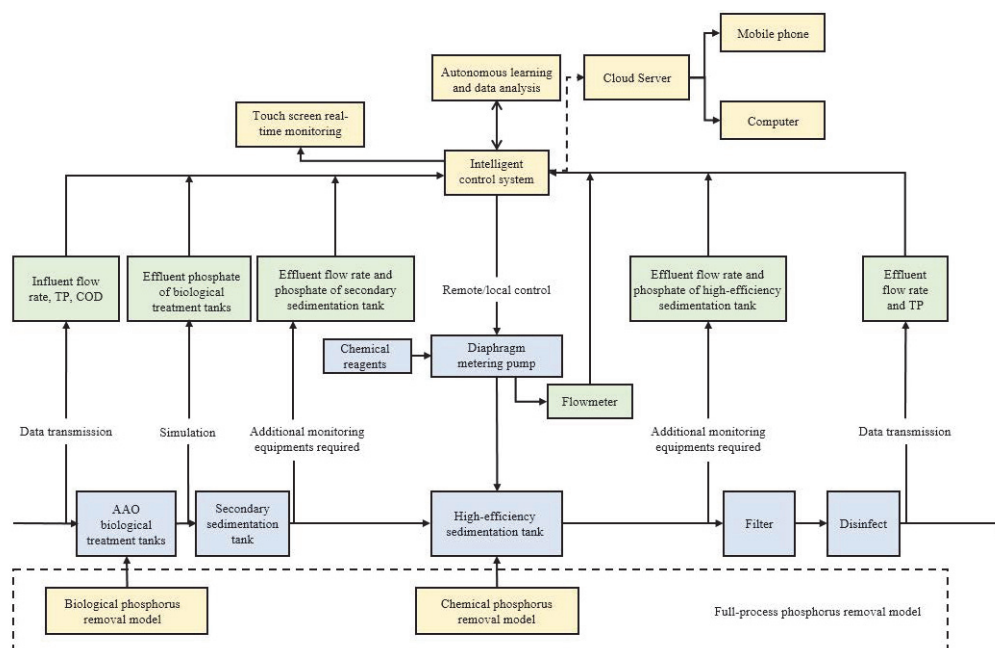 Mobile phone
Autonomous learning
and data analysis
Cloud Server
Touch screen real-
time monitoring
Computer
Intelligent
control system
Influent flow
rate, TP, COD
Effluent phosphate
of biological
treatment tanks
Effluent flow rate and
phosphate of secondary
sedimentation tank
Remote/local control
Effluent flow rate and
phosphate of high-efficiency
sedimentation tank
Effluent
flow rate
and TP
Chemical
reagents
Diaphragm
metering pump
Flowmeter
Data transmission
Simulation
Additional monitoring
equipments required
Additional monitoring
equipments required
Data transmission
AAO
biological
treatment tanks
Secondary
sedimentation
tank
High-efficiency
sedimentation tank
Filter
Disinfect
Biological phosphorus
removal model
Chemical phosphorus
removal model
Full-process phosphorus removal model